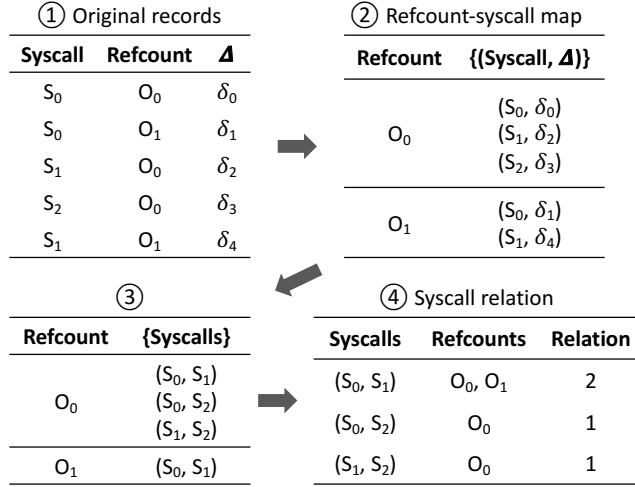 ① Original records
Syscall Refcount Δ
S₀ O₀ δ₀
S₀ O₁ δ₁
S₁ O₀ δ₂
S₂ O₀ δ₃
S₁ O₁ δ₄
② Refcount-syscall map
Refcount {(Syscall, Δ)}
(S₀, δ₀)
O₀ (S₁, δ₂)
(S₂, δ₃)
O₁ (S₀, δ₁)
(S₁, δ₄)
③
Refcount {Syscalls}
(S₀, S₁)
O₀ (S₀, S₂)
(S₁, S₂)
O₁ (S₀, S₁)
④ Syscall relation
Syscalls Refcounts Relation
(S₀, S₁) O₀, O₁ 2
(S₀, S₂) O₀ 1
(S₁, S₂) O₀ 1